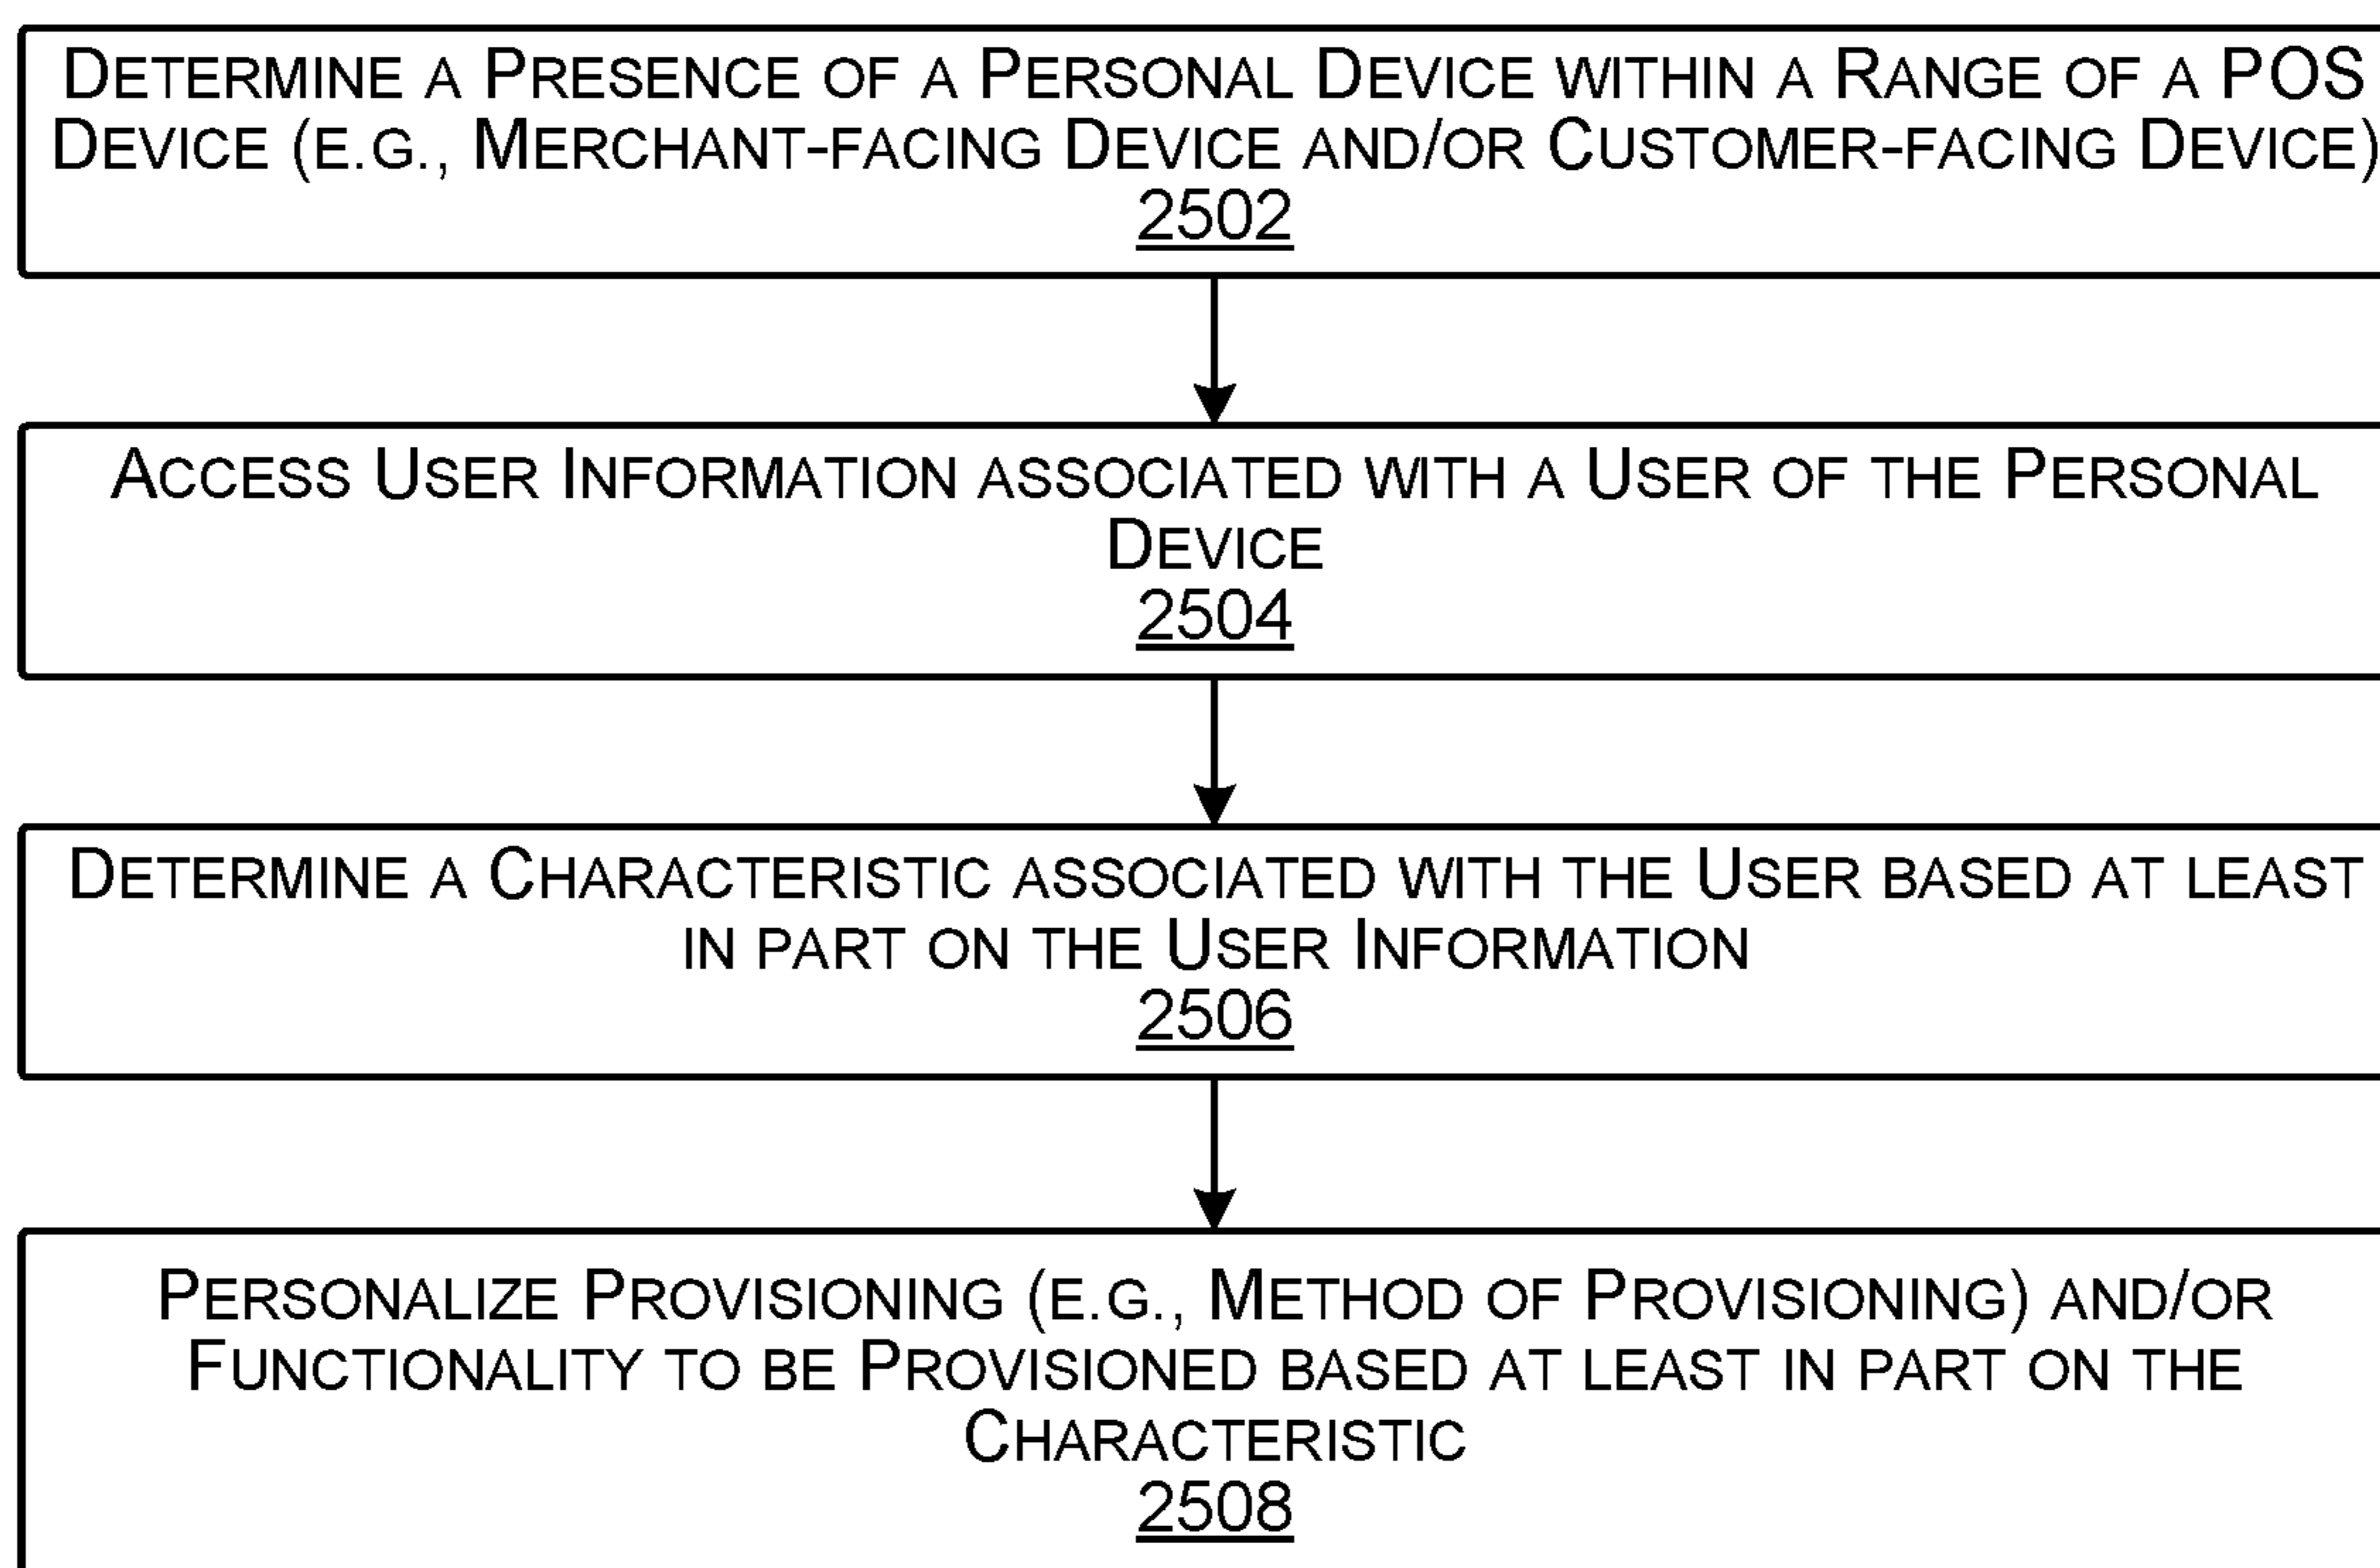 Determine a Presence of a Personal Device within a Range of a POS
Device (e.g., Merchant-facing Device and/or Customer-facing Device)
2502
Access User Information associated with a User of the Personal
Device
2504
Determine a Characteristic associated with the User based at least
in part on the User Information
2506
Personalize Provisioning (e.g., Method of Provisioning) and/or
Functionality to be Provisioned based at least in part on the
Characteristic
2508